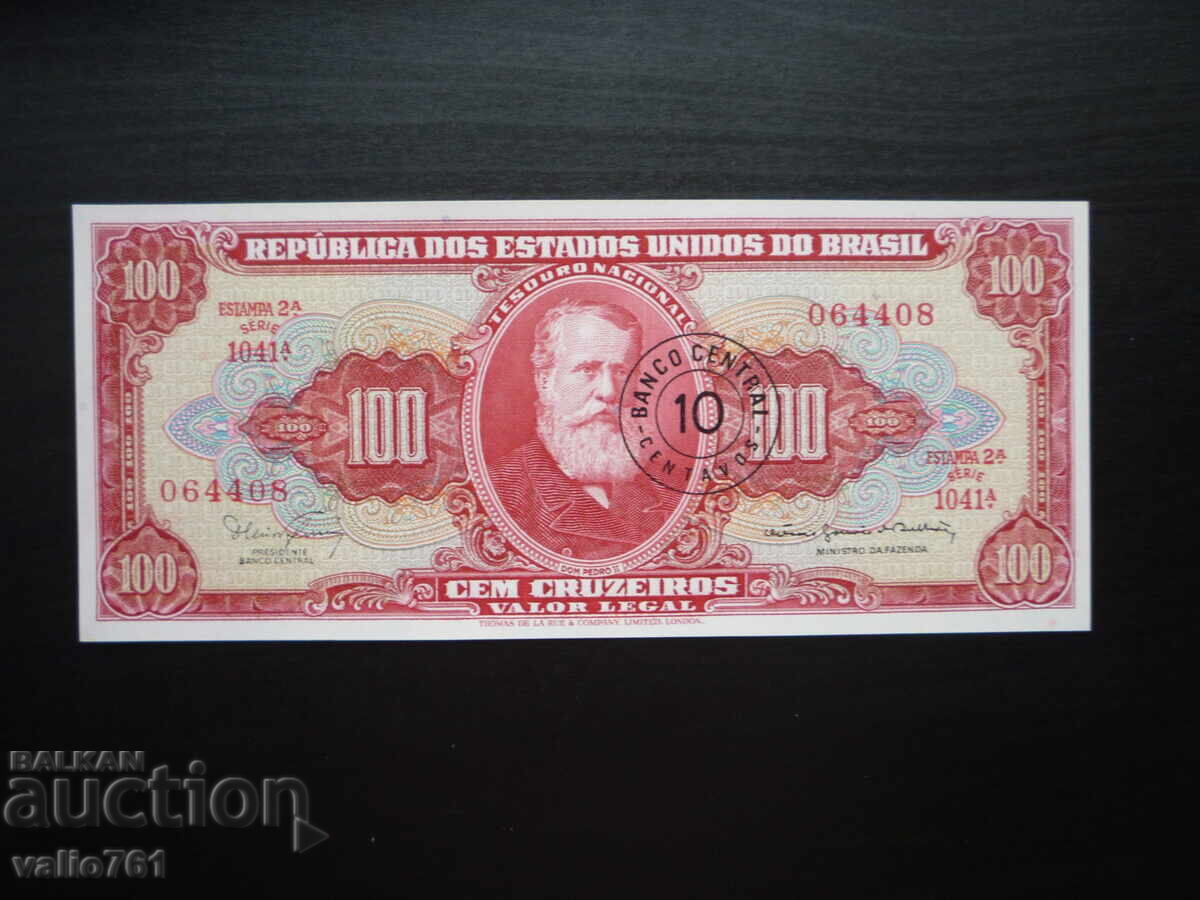 REPÚBLICA DOS ESTADOS UNIDOS DO BRASIL
TESOURO NACIONAL
100
100
ESTAMPA 2ª
SÉRIE
1041ª
064408
BANCO CENTRAL
10
CENTAVOS
100
100
100
100
064408
ESTAMPA 2ª
SÉRIE
1041ª
PRESIDENTE
BANCO CENTRAL
DOM PEDRO II
MINISTRO DA FAZENDA
100
100
CEM CRUZEIROS
VALOR LEGAL
THOMAS DE LA RUE & COMPANY, LIMITED, LONDON.
BALKAN
auction
valio761